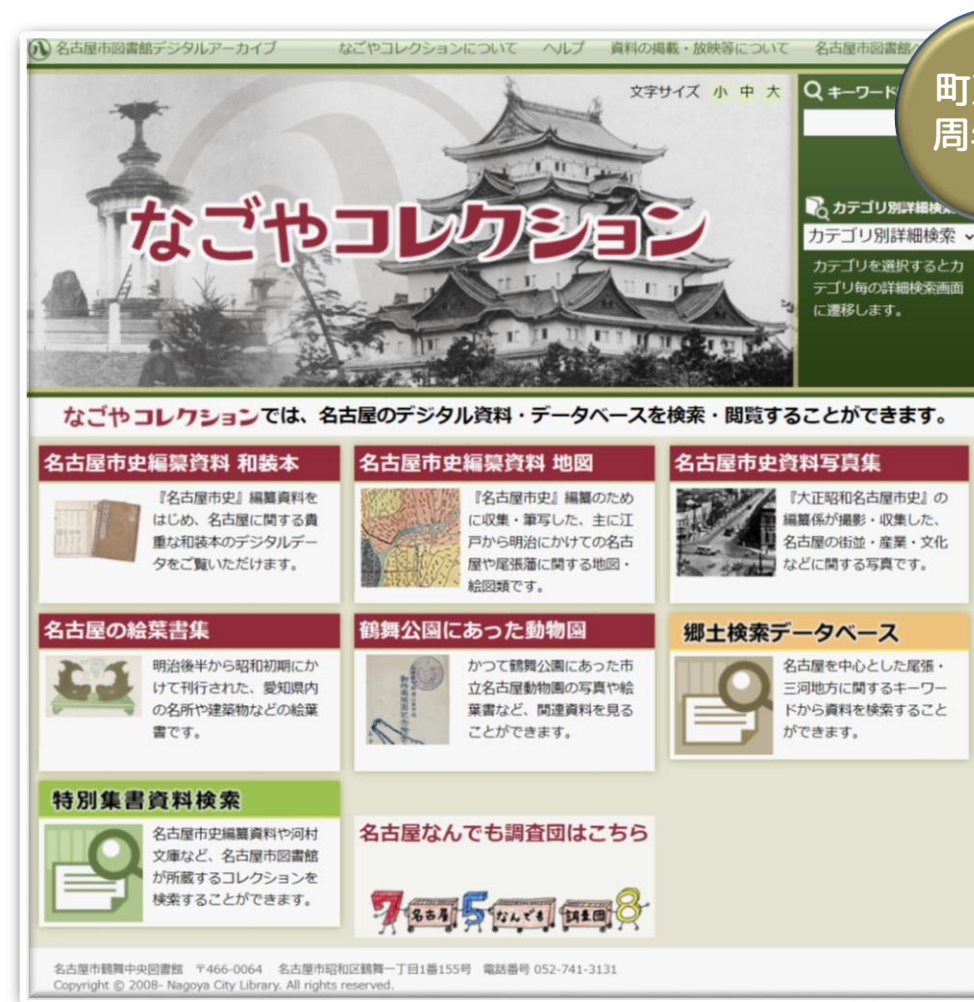 名古屋市図書館デジタルアーカイブ
なごやコレクションについて
ヘルプ
資料の掲載・放映等について
名古屋市図書館
文字サイズ 小 中 大
キーワード
町
周
なごやコレクション
カテゴリ別詳細検索
カテゴリ別詳細検索
カテゴリを選択するとカ
テゴリ毎の詳細検索画面
に遷移します。
なごやコレクションでは、名古屋のデジタル資料・データベースを検索・閲覧することができます。
名古屋市史編纂資料 和装本
『名古屋市史』編纂資料を
はじめ、名古屋に関する貴
重な和装本のデジタルデー
タをご覧いただけます。
名古屋市史編纂資料 地図
『名古屋市史』編纂のため
に収集・筆写した、主に江
戸から明治にかけての名古
屋や尾張藩に関する地図・
絵図類です。
名古屋市史資料写真集
『大正昭和名古屋市史』の
編纂係が撮影・収集した、
名古屋の街並・産業・文化
などに関する写真です。
名古屋の絵葉書集
明治後半から昭和初期にか
けて刊行された、愛知県内
の名所や建築物などの絵葉
書です。
鶴舞公園にあった動物園
かつて鶴舞公園にあった市
立名古屋動物園の写真や絵
葉書など、関連資料を見る
ことができます。
郷土検索データベース
名古屋を中心とした尾張・
三河地方に関するキーワー
ドから資料を検索すること
ができます。
特別集書資料検索
名古屋市史編纂資料や河村
文庫など、名古屋市図書館
が所蔵するコレクションを
検索することができます。
名古屋なんでも調査団はこちら
7 名古屋 5 なんでも 調査団 8
名古屋市鶴舞中央図書館 〒466-0064 名古屋市昭和区鶴舞一丁目1番155号 電話番号 052-741-3131
Copyright © 2008- Nagoya City Library. All rights reserved.